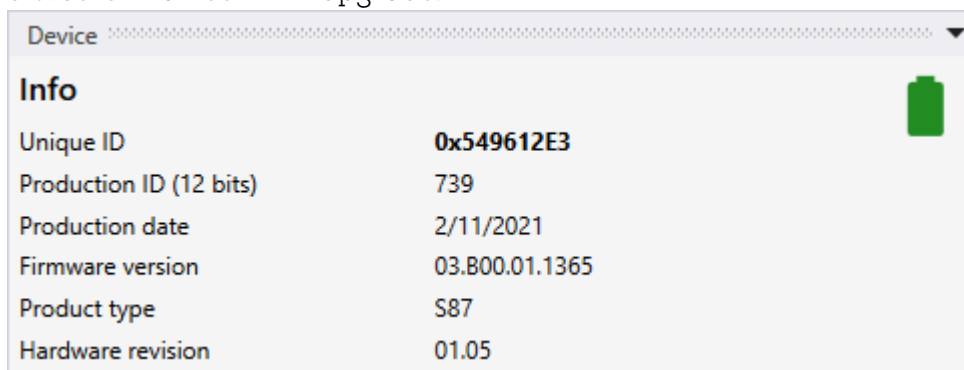 Device
Info
Unique ID 0x549612E3
Production ID (12 bits) 739
Production date 2/11/2021
Firmware version 03.B00.01.1365
Product type S87
Hardware revision 01.05